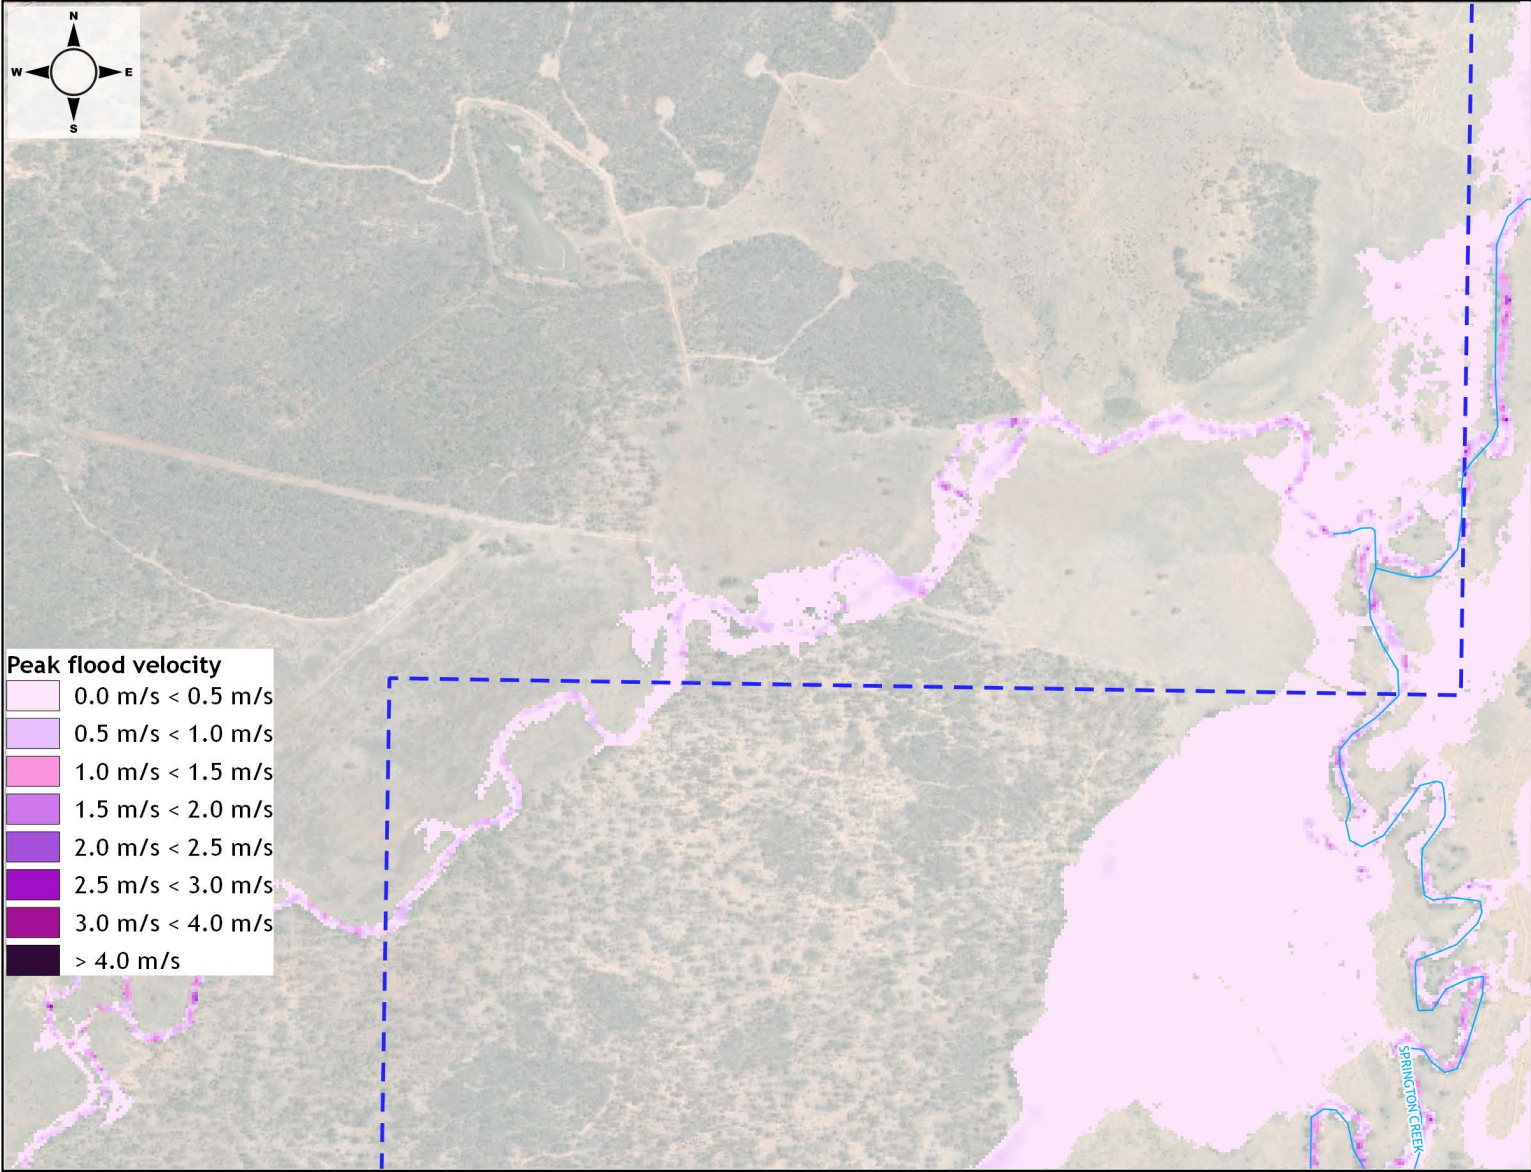 N
W E
S
Peak flood velocity
0.0 m/s < 0.5 m/s
0.5 m/s < 1.0 m/s
1.0 m/s < 1.5 m/s
1.5 m/s < 2.0 m/s
2.0 m/s < 2.5 m/s
2.5 m/s < 3.0 m/s
3.0 m/s < 4.0 m/s
> 4.0 m/s
SPRINGTON CREEK